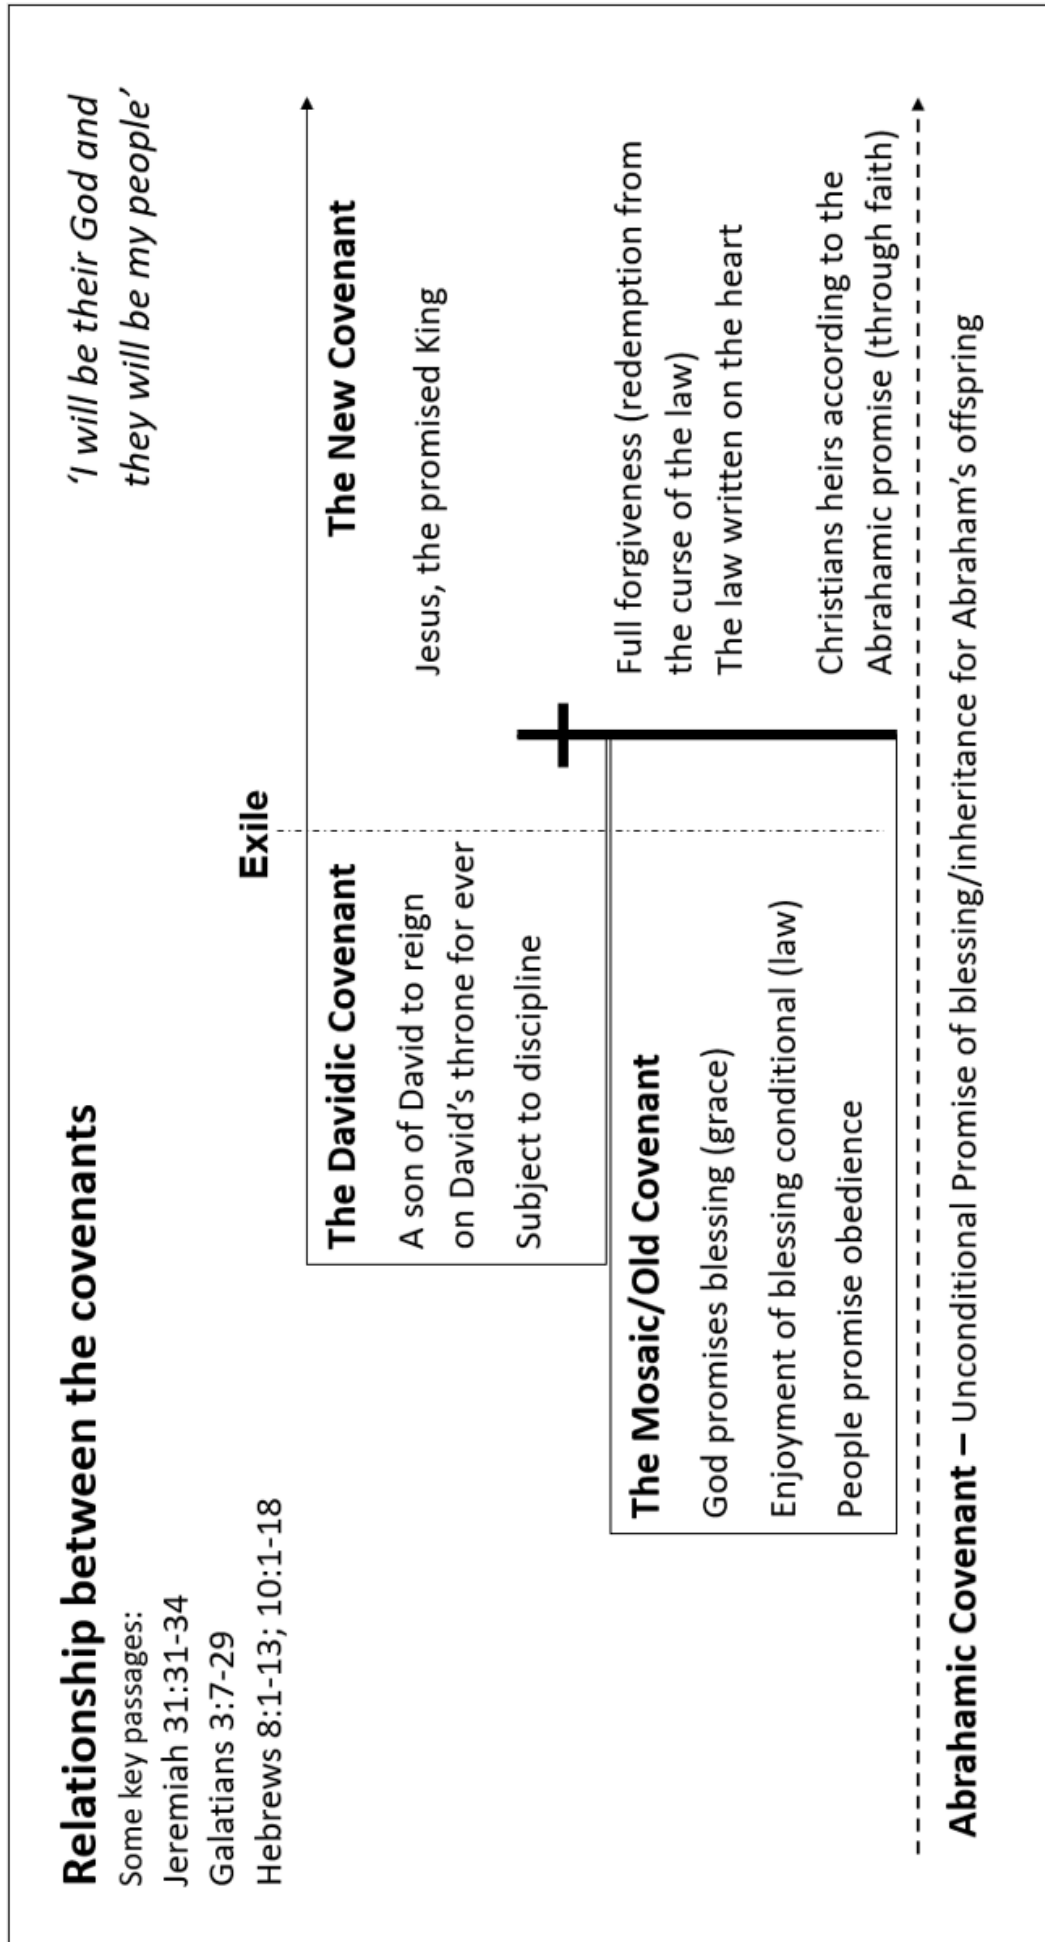 Relationship between the covenants
Some key passages:
Jeremiah 31:31-34
Galatians 3:7-29
Hebrews 8:1-13; 10:1-18
‘I will be their God and
they will be my people’
Exile
The Davidic Covenant
A son of David to reign
on David’s throne for ever
Subject to discipline
The New Covenant
Jesus, the promised King
The Mosaic/Old Covenant
God promises blessing (grace)
Enjoyment of blessing conditional (law)
People promise obedience
Full forgiveness (redemption from
the curse of the law)
The law written on the heart
Christians heirs according to the
Abrahamic promise (through faith)
Abrahamic Covenant – Unconditional Promise of blessing/inheritance for Abraham’s offspring